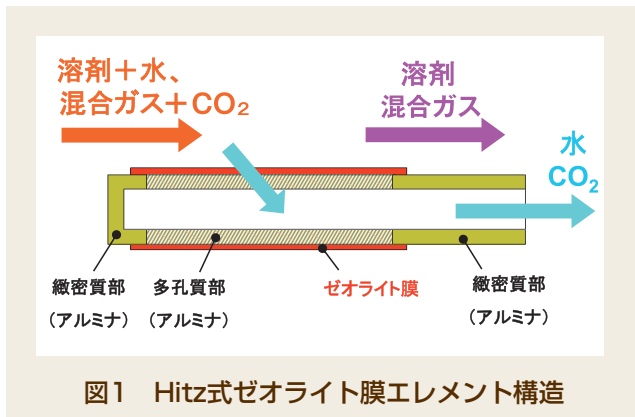 溶剤＋水、
混合ガス＋CO₂
溶剤
混合ガス
水
CO₂
緻密質部
（アルミナ）
多孔質部
（アルミナ）
ゼオライト膜
緻密質部
（アルミナ）
図1　Hitz式ゼオライト膜エレメント構造